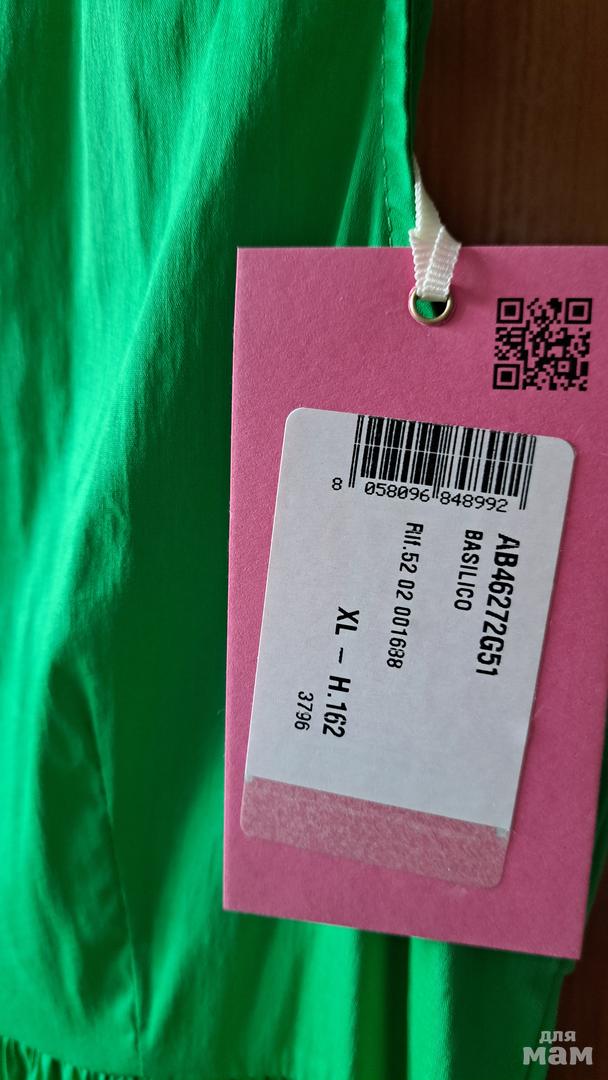 8 058096 848992
AB46272G51
BASILICO
Rif.52 02 001688
XL – H.162
3796
для
мам